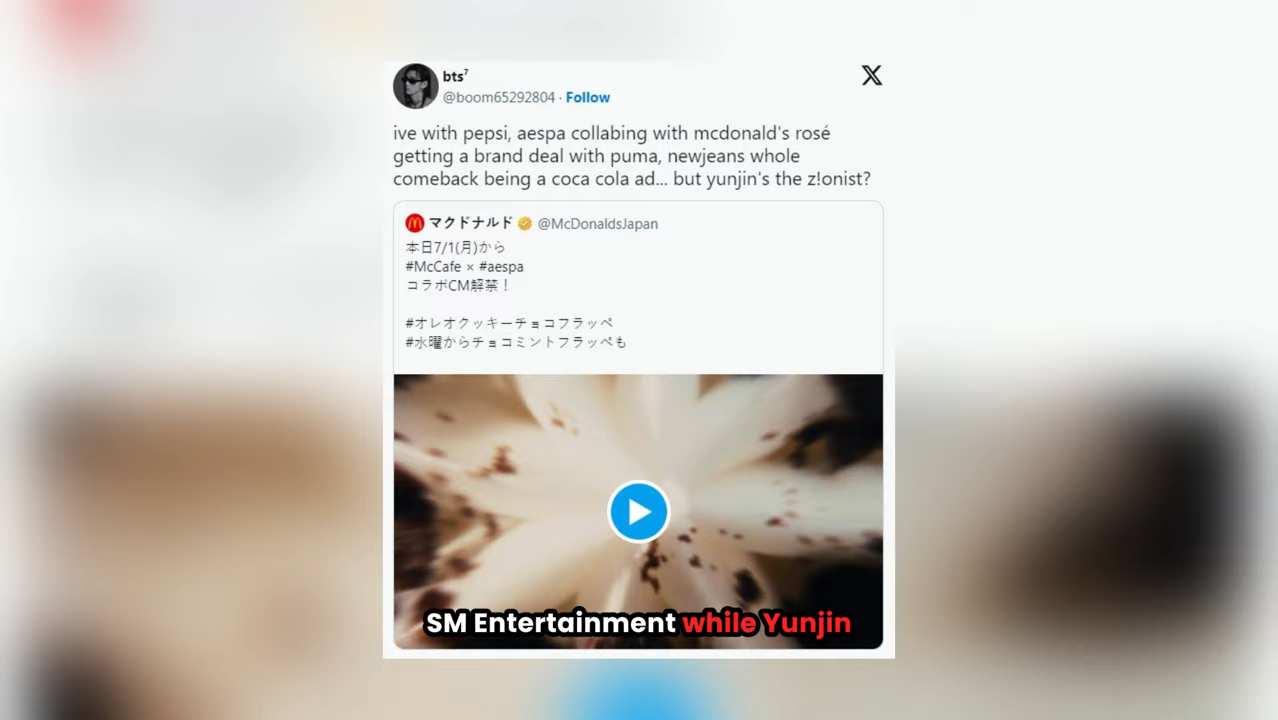 bts⁷
@boom65292804 · Follow
ive with pepsi, aespa collabing with mcdonald's rosé
getting a brand deal with puma, newjeans whole
comeback being a coca cola ad... but yunjin's the z!onist?
マクドナルド @McDonaldsJapan
本日7/1(月)から
#McCafe × #aespa
コラボCM解禁！
#オレオクッキーチョコフラッペ
#水曜からチョコミントフラッペも
SM Entertainment while Yunjin